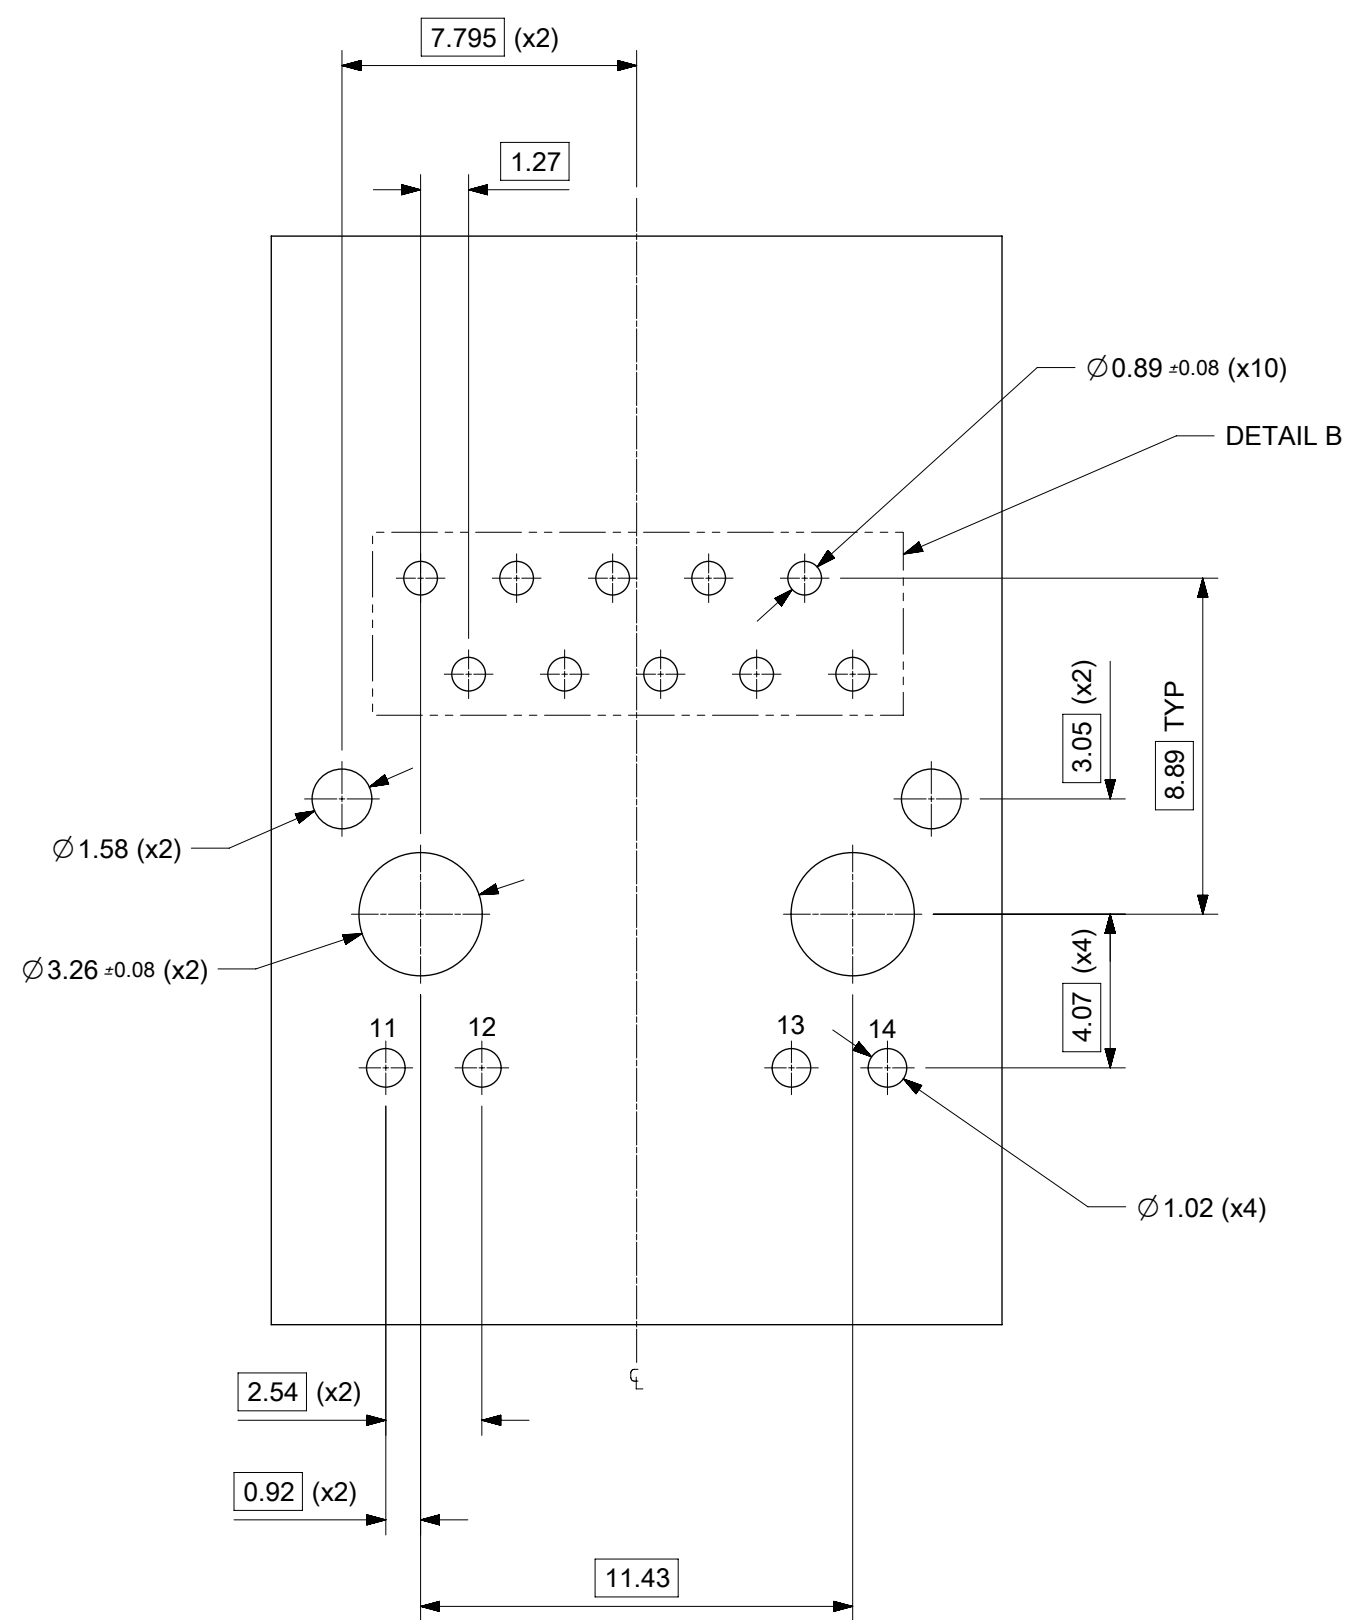 7.795 (x2)
1.27
∅0.89 ±0.08 (x10)
DETAIL B
3.05 (x2)
8.89 TYP
∅1.58 (x2)
∅3.26 ±0.08 (x2)
4.07 (x4)
11
12
13
14
∅1.02 (x4)
℄
2.54 (x2)
0.92 (x2)
11.43